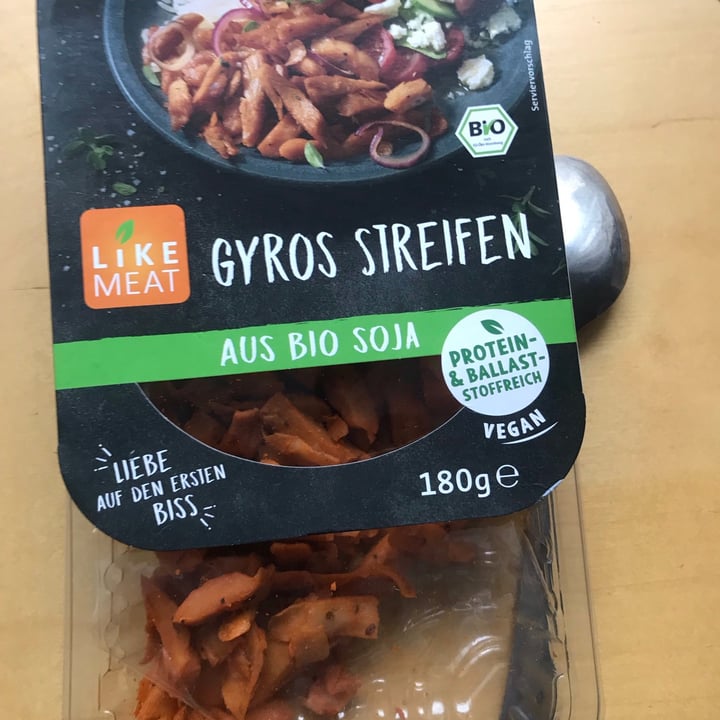 Serviervorschlag
BiO
LiKE
MEAT
GYROS STREIFEN
AUS BIO SOJA
PROTEIN-
& BALLAST-
STOFFREICH
VEGAN
LIEBE
AUF DEN ERSTEN
BISS
180g ℮